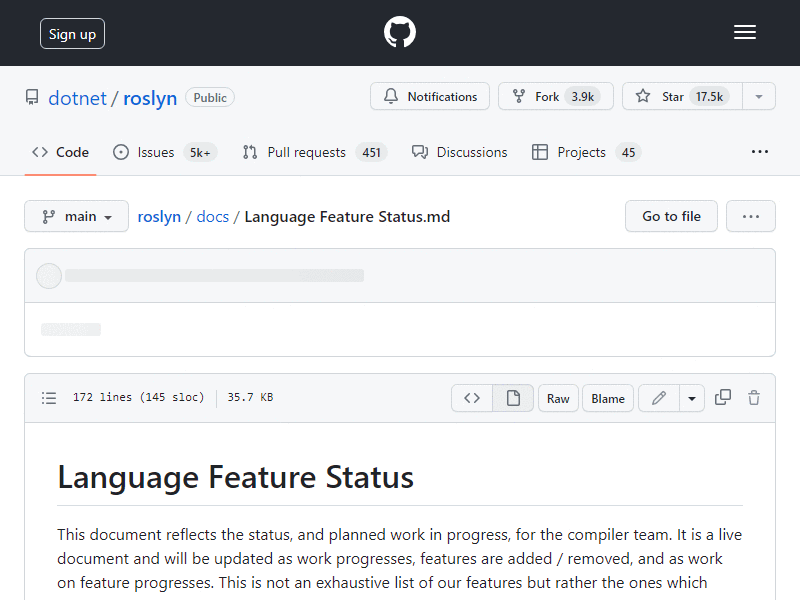 Sign up
dotnet / roslyn Public
Notifications Fork 3.9k Star 17.5k
Code Issues 5k+ Pull requests 451 Discussions Projects 45
main roslyn / docs / Language Feature Status.md Go to file
172 lines (145 sloc) 35.7 KB Raw Blame
Language Feature Status
This document reflects the status, and planned work in progress, for the compiler team. It is a live
document and will be updated as work progresses, features are added / removed, and as work
on feature progresses. This is not an exhaustive list of our features but rather the ones which